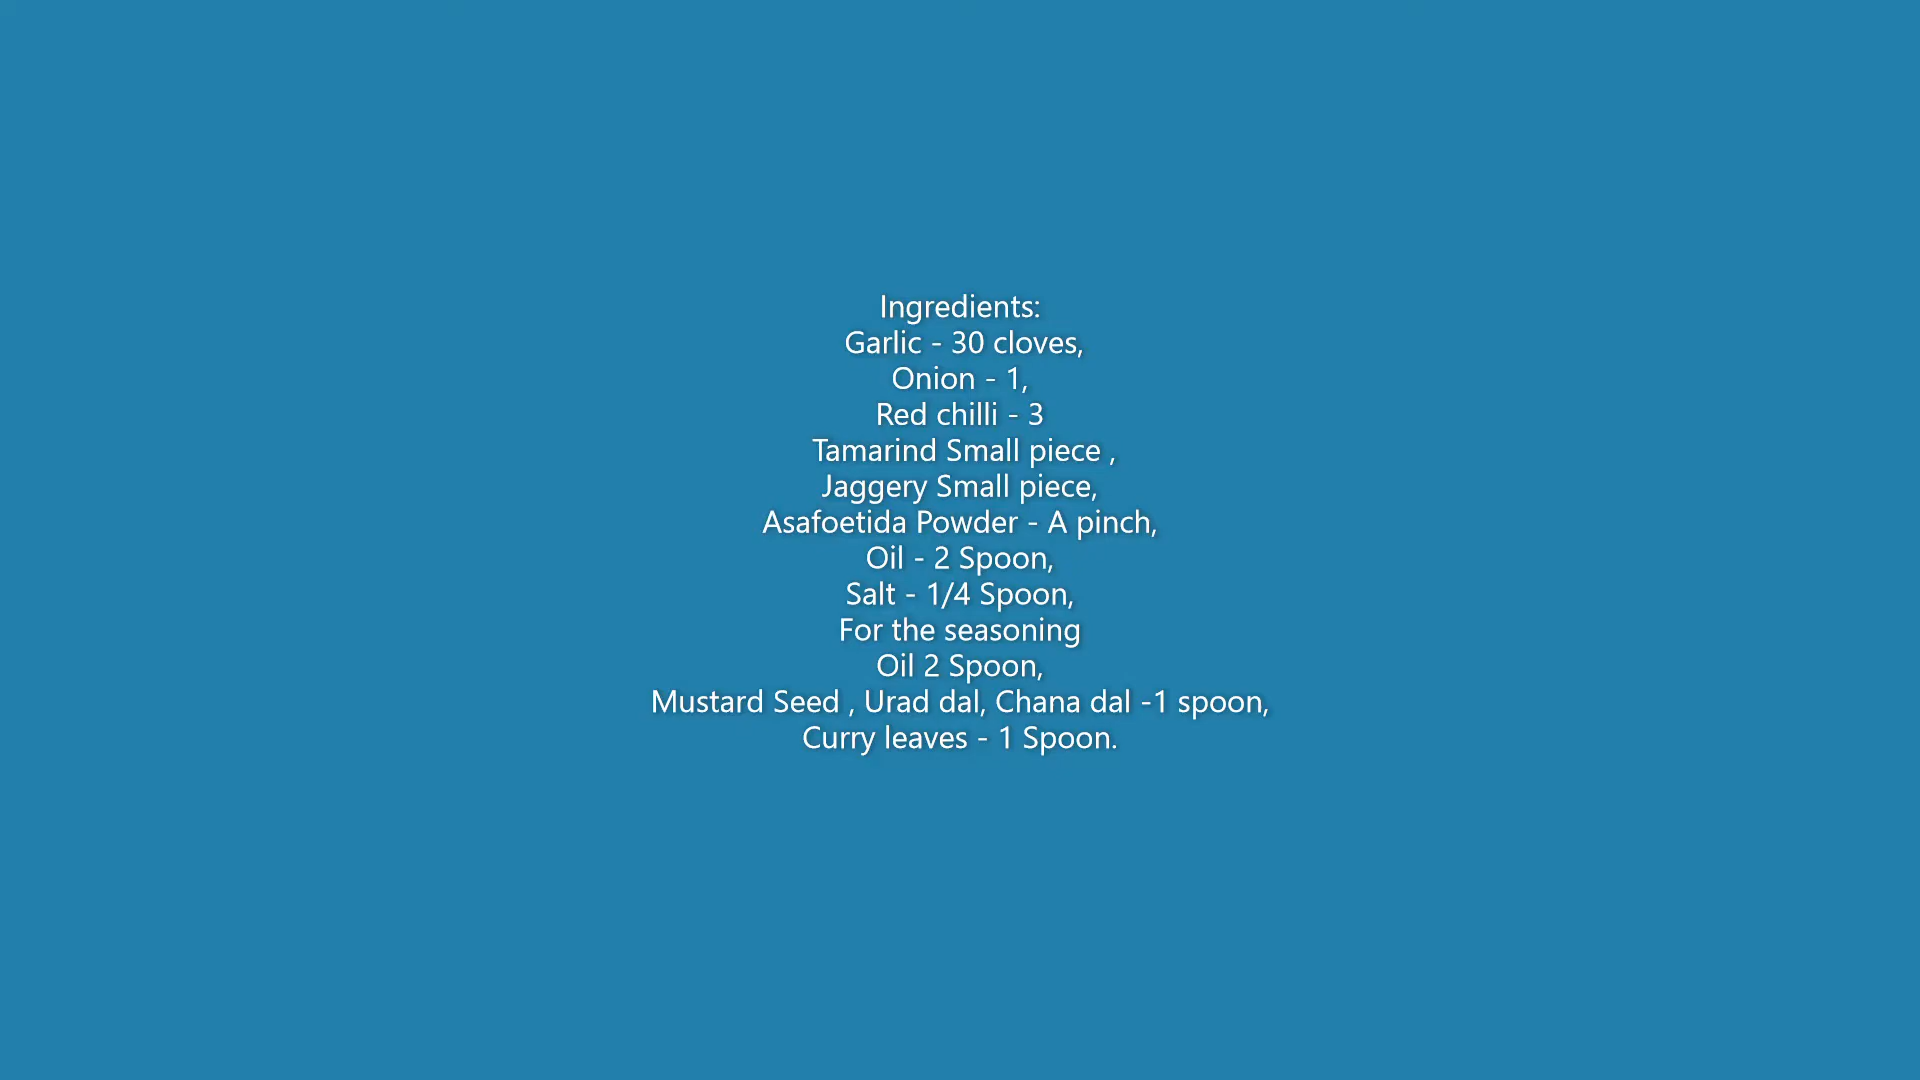 Ingredients:
Garlic - 30 cloves,
Onion - 1,
Red chilli - 3
Tamarind Small piece ,
Jaggery Small piece,
Asafoetida Powder - A pinch,
Oil - 2 Spoon,
Salt - 1/4 Spoon,
For the seasoning
Oil 2 Spoon,
Mustard Seed , Urad dal, Chana dal -1 spoon,
Curry leaves - 1 Spoon.